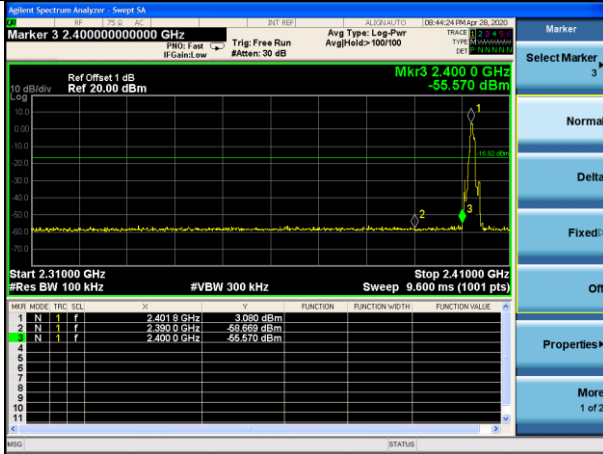 Agilent Spectrum Analyzer - Swept SA
RF 75 Ω AC INT REF ALIGN AUTO 08:44:24 PM Apr 28, 2020
Marker 3 2.400000000000 GHz
PNO: Fast
IFGain:Low
Trig: Free Run
#Atten: 30 dB
Avg Type: Log-Pwr
Avg|Hold:>100/100
TRACE 1 2 3 4 5 6
TYPE M
DET P N N N N N
Ref Offset 1 dB
Ref 20.00 dBm
Mkr3 2.400 0 GHz
-55.570 dBm
10 dB/div
Log
10.0
0.00
-10.0
-20.0
-30.0
-40.0
-50.0
-60.0
-70.0
1
-16.92 dBm
2
3
Start 2.31000 GHz
Stop 2.41000 GHz
#Res BW 100 kHz
#VBW 300 kHz
Sweep 9.600 ms (1001 pts)
MKR MODE TRC SCL X Y FUNCTION FUNCTION WIDTH FUNCTION VALUE
1 N 1 f 2.401 8 GHz 3.080 dBm
2 N 1 f 2.390 0 GHz -58.669 dBm
3 N 1 f 2.400 0 GHz -55.570 dBm
4
5
6
7
8
9
10
11
MSG
STATUS
Marker
Select Marker
3
Normal
Delta
Fixed
Off
Properties
More
1 of 2